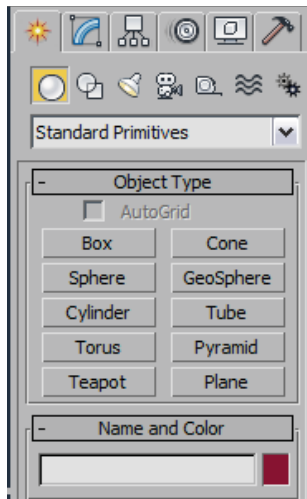 Standard Primitives
- Object Type
AutoGrid
Box Cone
Sphere GeoSphere
Cylinder Tube
Torus Pyramid
Teapot Plane
- Name and Color